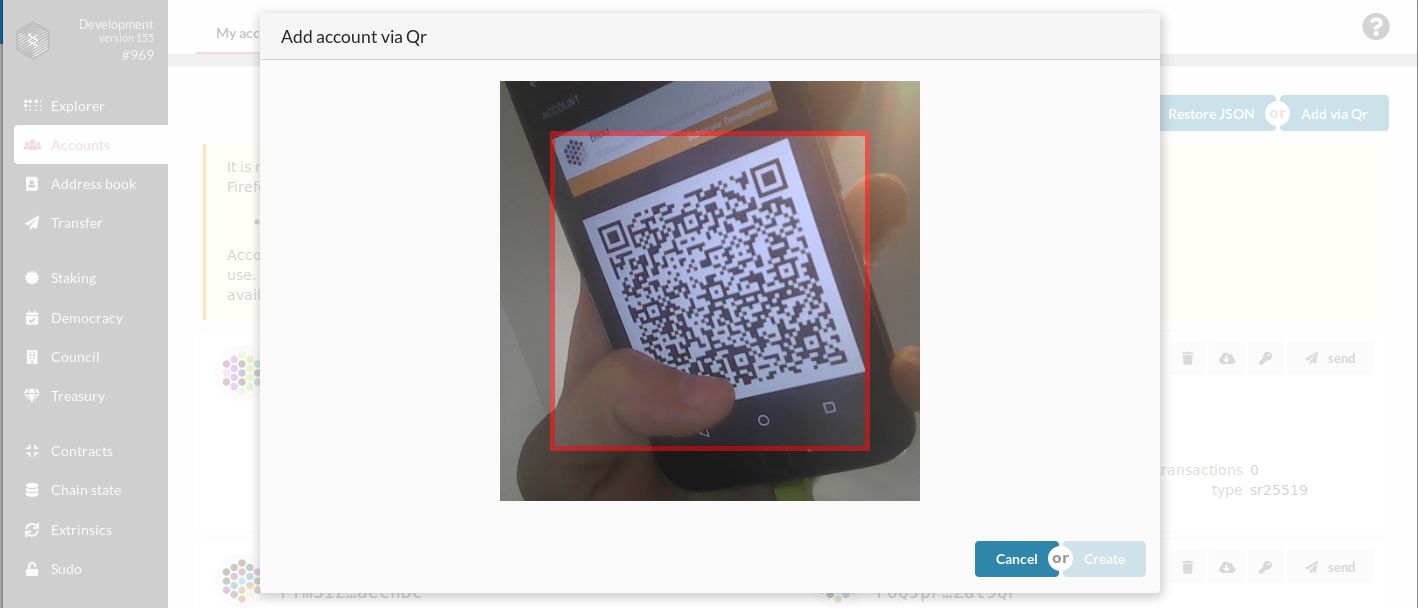 Development
version 155
#969
Explorer
Accounts
Address book
Transfer
Staking
Democracy
Council
Treasury
Contracts
Chain state
Extrinsics
Sudo
My acc
Add account via Qr
Restore JSON or Add via Qr
It is
Firef
Acco
use.
avail
ACCOUNT
Biou
Substrate Development
send
transactions 0
type sr25519
Cancel or Create
send